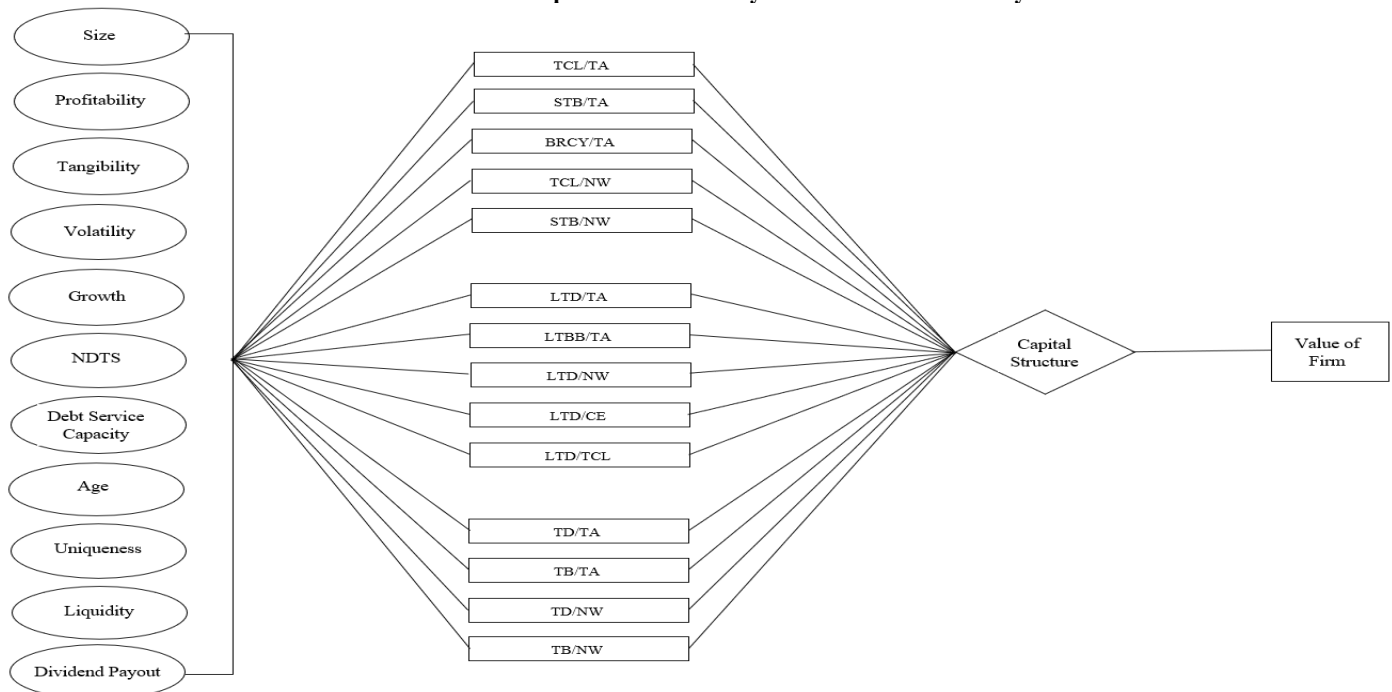 Size
Profitability
Tangibility
Volatility
Growth
NDTS
Debt Service
Capacity
Age
Uniqueness
Liquidity
Dividend Payout
TCL/TA
STB/TA
BRCY/TA
TCL/NW
STB/NW
LTD/TA
LTBB/TA
LTD/NW
LTD/CE
LTD/TCL
TD/TA
TB/TA
TD/NW
TB/NW
Capital
Structure
Value of
Firm